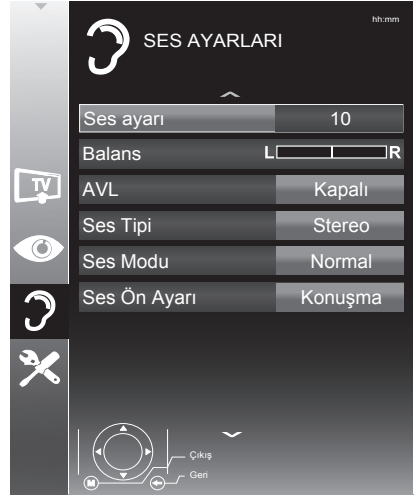 hh:mm
SES AYARLARI
Ses ayarı 10
Balans L R
TV
AVL Kapalı
Ses Tipi Stereo
Ses Modu Normal
Ses Ön Ayarı Konuşma
Çıkış
M Geri